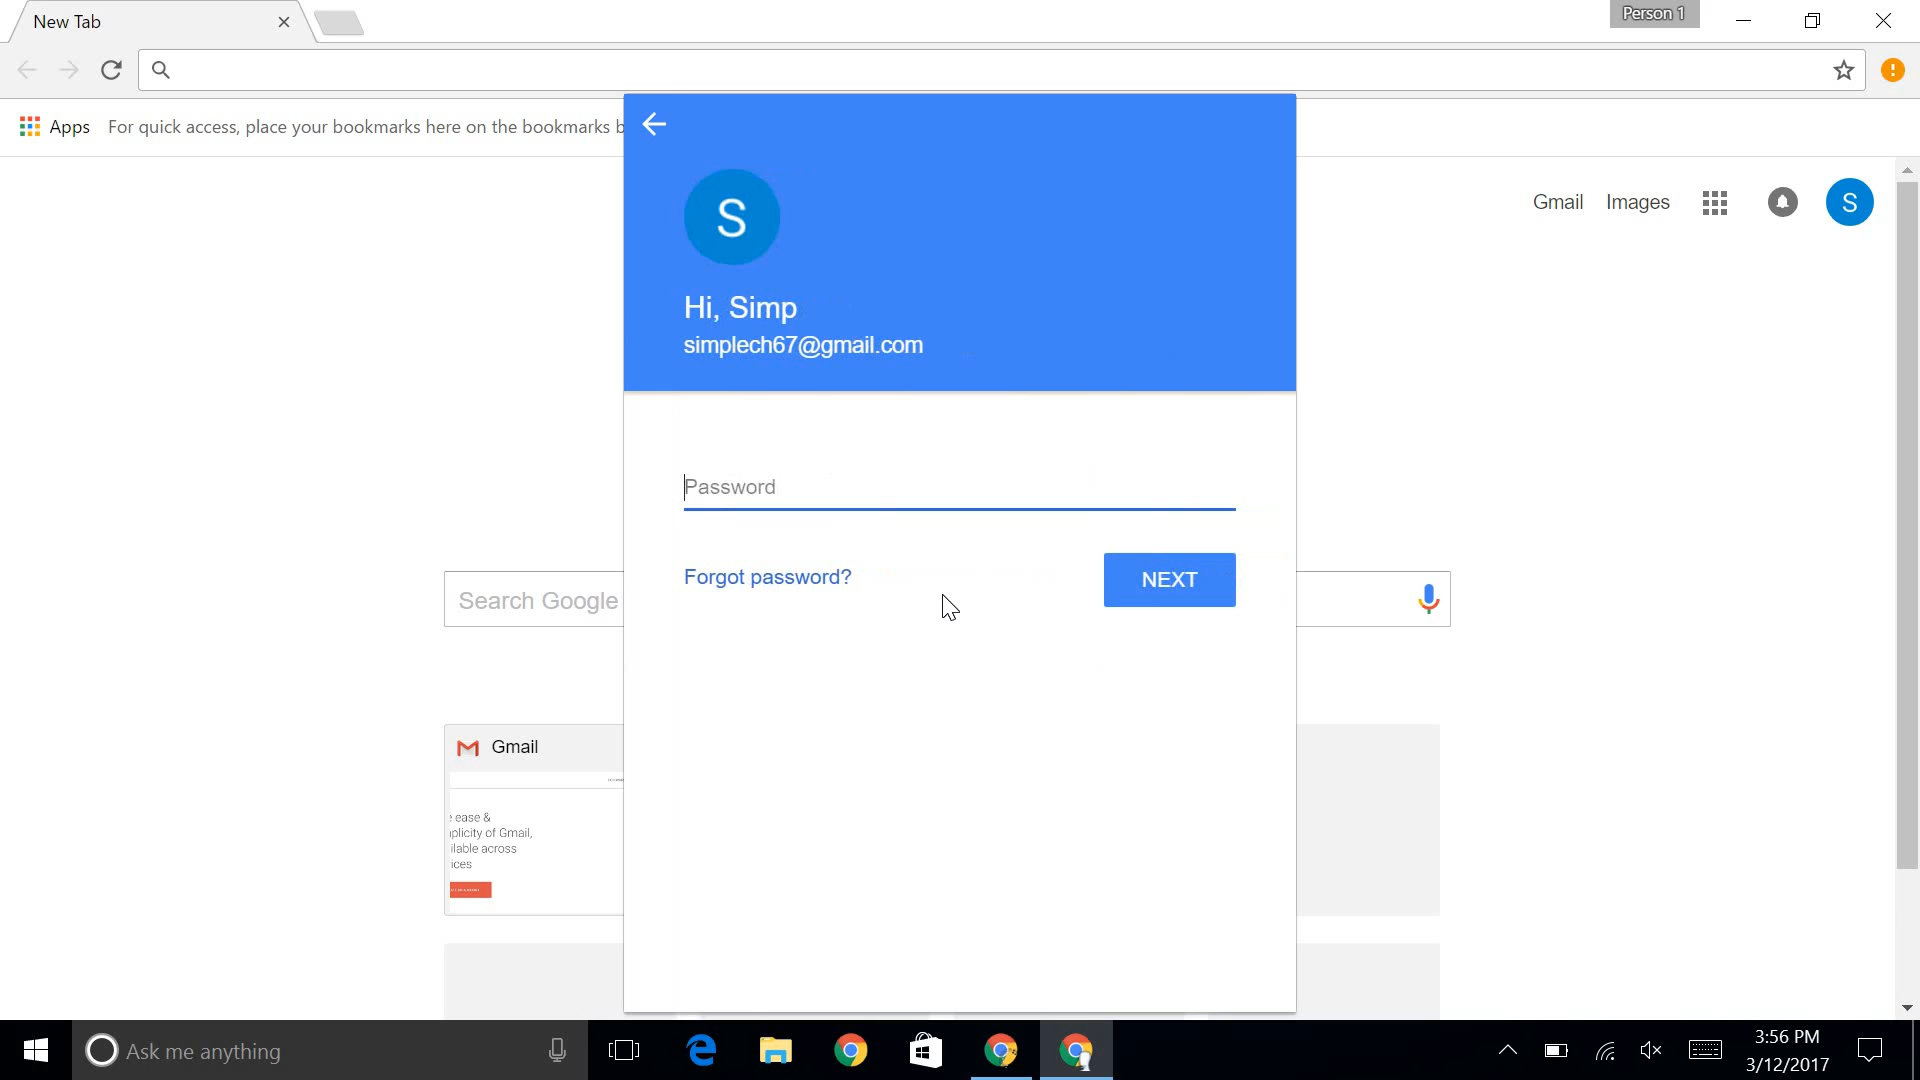 New Tab
Person 1
Apps
For quick access, place your bookmarks here on the bookmarks b
Gmail
Images
S
S
Hi, Simp
simplech67@gmail.com
Password
Forgot password?
NEXT
Search Google
Gmail
e ease &
plicity of Gmail,
ilable across
ices
Ask me anything
3:56 PM
3/12/2017